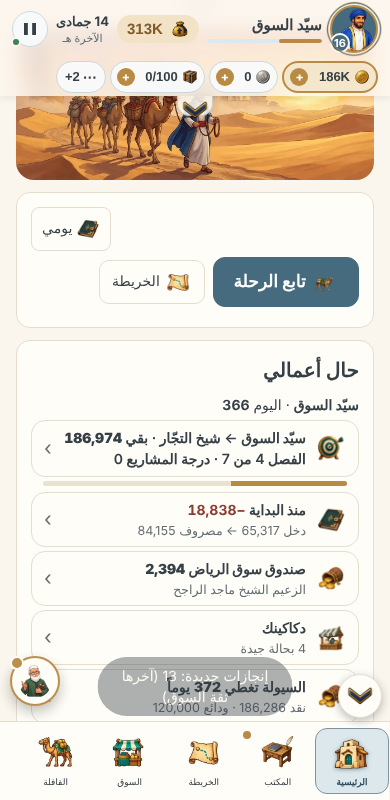 سيّد السوق
16
313K
14 جمادى
الآخرة هـ
186K +
0 +
0/100 +
+2 ⋯
يومي
تابع الرحلة
الخريطة
حال أعمالي
سيّد السوق · اليوم 366
سيّد السوق ← شيخ التجّار · بقي 186,974
الفصل 4 من 7 · درجة المشاريع 0
منذ البداية −18,838
دخل 65,317 ← مصروف 84,155
صندوق سوق الرياض 2,394
الزعيم الشيخ ماجد الراجح
دكاكينك
4 بحالة جيدة
إنجازات جديدة: 13 (آخرها
ثقة السوق)
السيولة تغطي 372 يوماً
نقد 186,286 · ودائع 120,000
الرئيسية
المكتب
الخريطة
السوق
القافلة